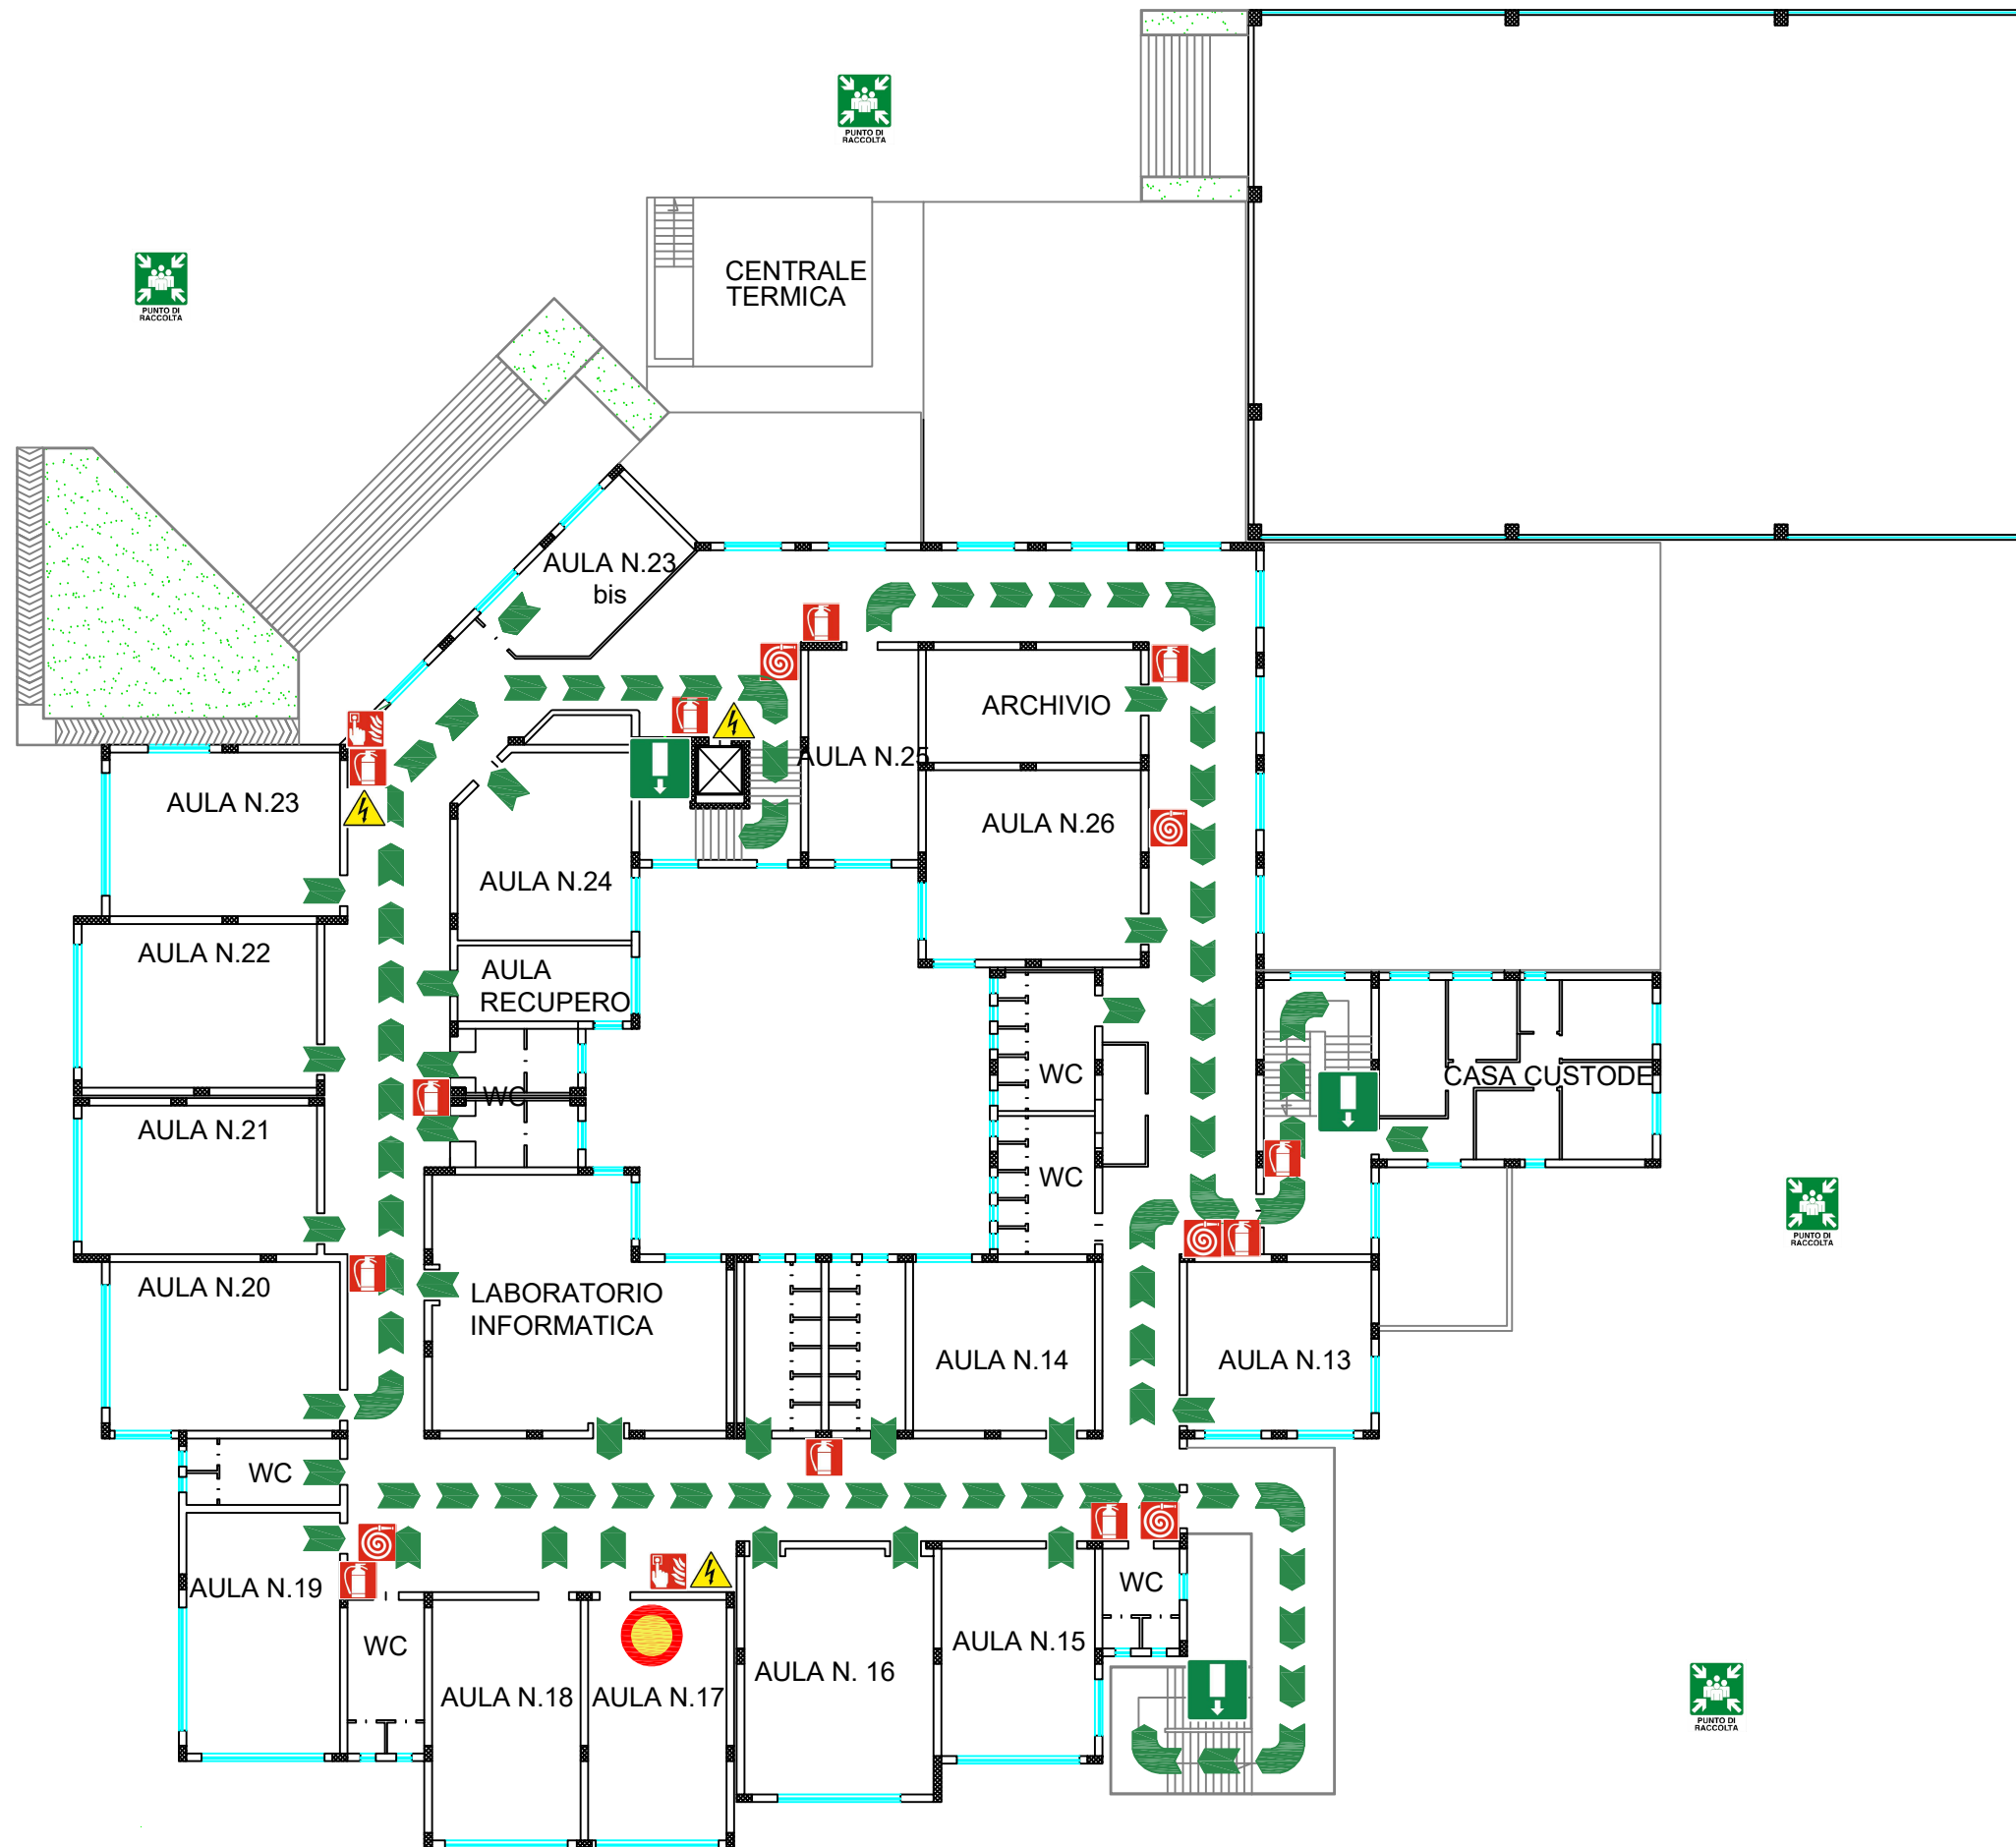 PUNTO DI
RACCOLTA
PUNTO DI
RACCOLTA
CENTRALE
TERMICA
AULA N.23
bis
ARCHIVIO
AULA N.25
AULA N.23
AULA N.26
AULA N.24
AULA N.22
AULA
RECUPERO
WC
CASA CUSTODE
WC
AULA N.21
WC
PUNTO DI
RACCOLTA
AULA N.20
LABORATORIO
INFORMATICA
AULA N.14
AULA N.13
WC
AULA N.19
WC
WC
AULA N.15
AULA N. 16
AULA N.18
AULA N.17
PUNTO DI
RACCOLTA